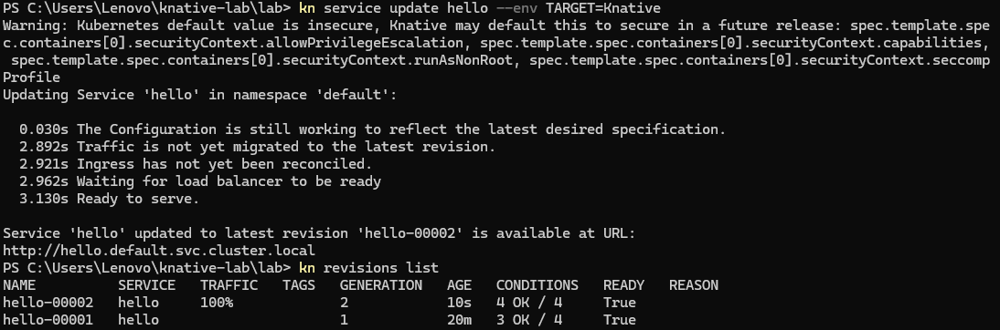 PS C:\Users\Lenovo\knative-lab\lab> kn service update hello --env TARGET=Knative
Warning: Kubernetes default value is insecure, Knative may default this to secure in a future release: spec.template.spe
c.containers[0].securityContext.allowPrivilegeEscalation, spec.template.spec.containers[0].securityContext.capabilities,
 spec.template.spec.containers[0].securityContext.runAsNonRoot, spec.template.spec.containers[0].securityContext.seccomp
Profile
Updating Service 'hello' in namespace 'default':

  0.030s The Configuration is still working to reflect the latest desired specification.
  2.892s Traffic is not yet migrated to the latest revision.
  2.921s Ingress has not yet been reconciled.
  2.962s Waiting for load balancer to be ready
  3.130s Ready to serve.

Service 'hello' updated to latest revision 'hello-00002' is available at URL:
http://hello.default.svc.cluster.local
PS C:\Users\Lenovo\knative-lab\lab> kn revisions list
NAME          SERVICE   TRAFFIC   TAGS   GENERATION   AGE   CONDITIONS   READY   REASON
hello-00002   hello     100%             2            10s   4 OK / 4     True
hello-00001   hello                      1            20m   3 OK / 4     True